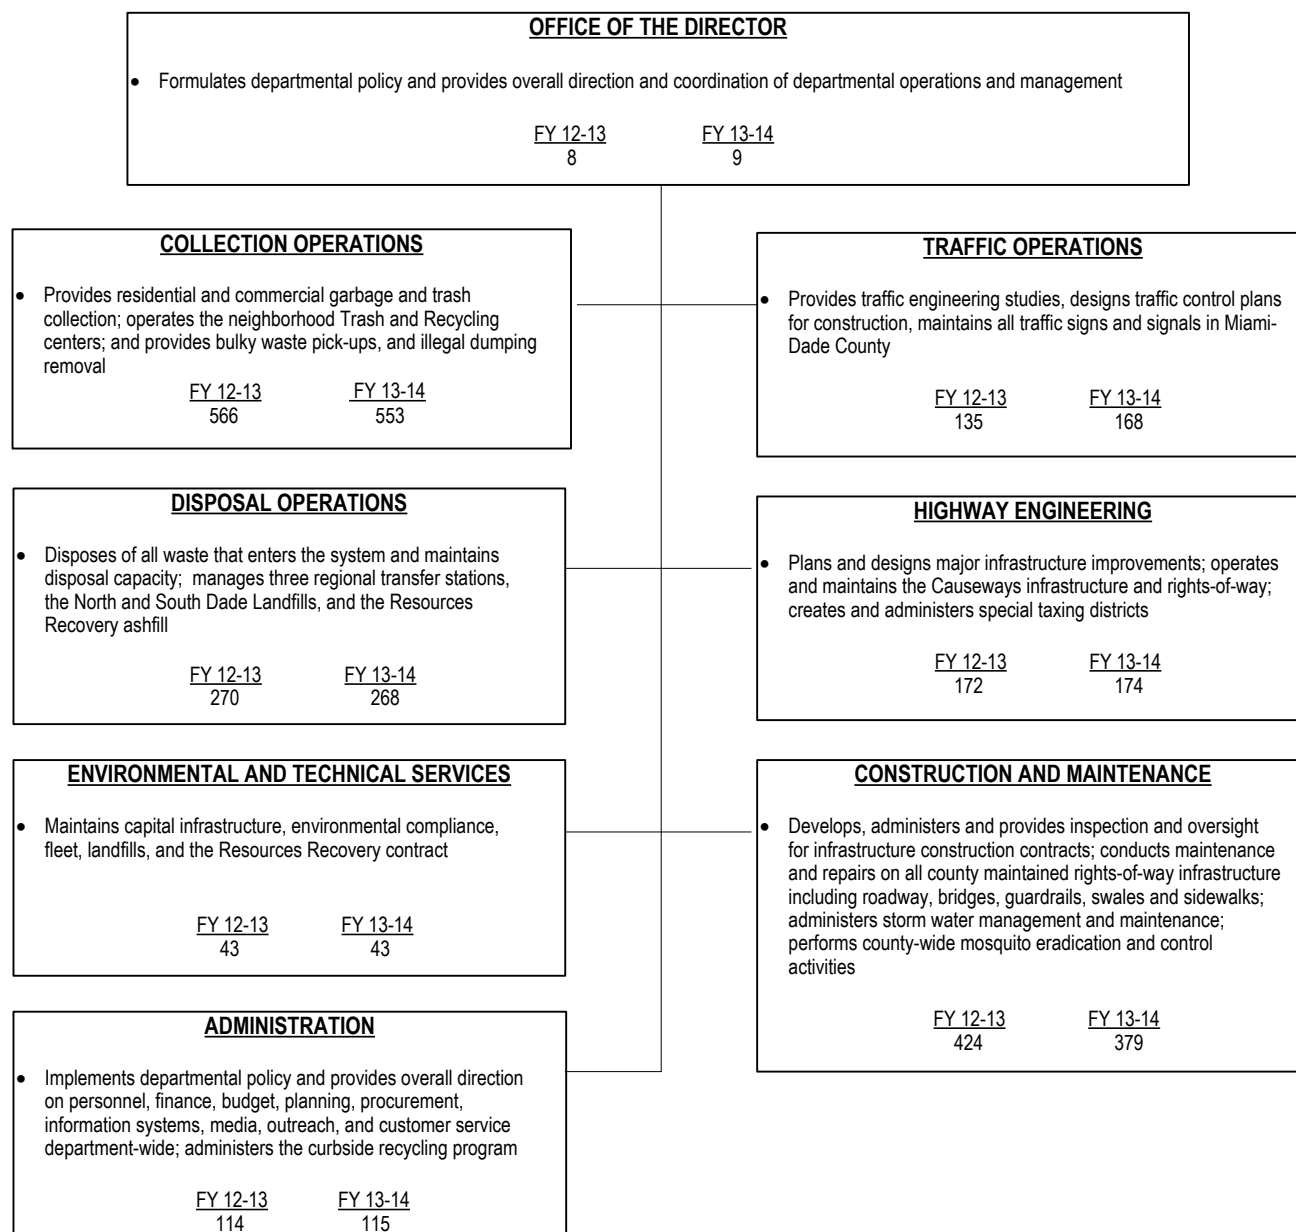 OFFICE OF THE DIRECTOR
• Formulates departmental policy and provides overall direction and coordination of departmental operations and management
FY 12-13 FY 13-14
8 9
COLLECTION OPERATIONS
• Provides residential and commercial garbage and trash
collection; operates the neighborhood Trash and Recycling
centers; and provides bulky waste pick-ups, and illegal dumping
removal
FY 12-13 FY 13-14
566 553
TRAFFIC OPERATIONS
• Provides traffic engineering studies, designs traffic control plans
for construction, maintains all traffic signs and signals in Miami-
Dade County
FY 12-13 FY 13-14
135 168
DISPOSAL OPERATIONS
• Disposes of all waste that enters the system and maintains
disposal capacity; manages three regional transfer stations,
the North and South Dade Landfills, and the Resources
Recovery ashfill
FY 12-13 FY 13-14
270 268
HIGHWAY ENGINEERING
• Plans and designs major infrastructure improvements; operates
and maintains the Causeways infrastructure and rights-of-way;
creates and administers special taxing districts
FY 12-13 FY 13-14
172 174
ENVIRONMENTAL AND TECHNICAL SERVICES
• Maintains capital infrastructure, environmental compliance,
fleet, landfills, and the Resources Recovery contract
FY 12-13 FY 13-14
43 43
CONSTRUCTION AND MAINTENANCE
• Develops, administers and provides inspection and oversight
for infrastructure construction contracts; conducts maintenance
and repairs on all county maintained rights-of-way infrastructure
including roadway, bridges, guardrails, swales and sidewalks;
administers storm water management and maintenance;
performs county-wide mosquito eradication and control
activities
FY 12-13 FY 13-14
424 379
ADMINISTRATION
• Implements departmental policy and provides overall direction
on personnel, finance, budget, planning, procurement,
information systems, media, outreach, and customer service
department-wide; administers the curbside recycling program
FY 12-13 FY 13-14
114 115